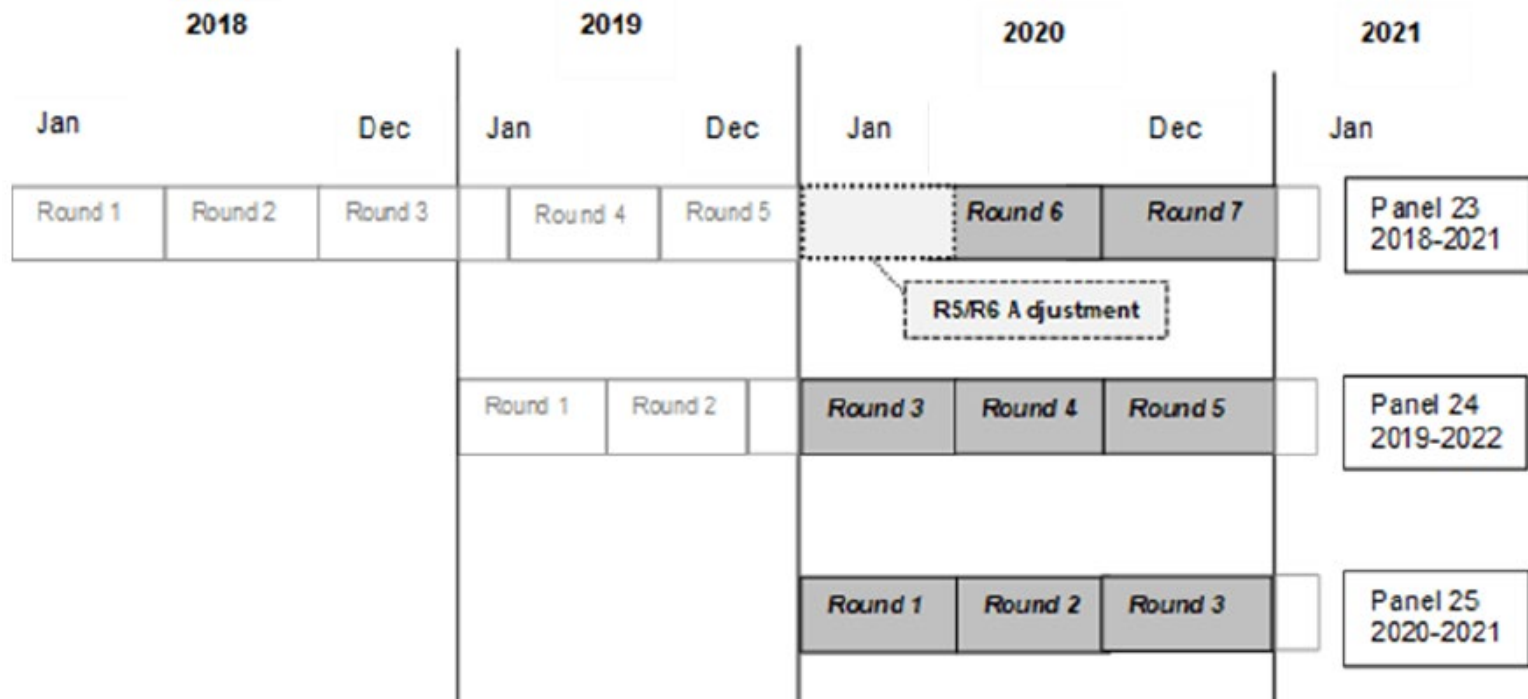 2018 2019 2020 2021
Jan Dec Jan Dec Jan Dec Jan
Round 1 Round 2 Round 3 Round 4 Round 5 Round 6 Round 7 Panel 23
2018-2021
R5/R6 A djustment
Round 1 Round 2 Round 3 Round 4 Round 5 Panel 24
2019-2022
Round 1 Round 2 Round 3 Panel 25
2020-2021